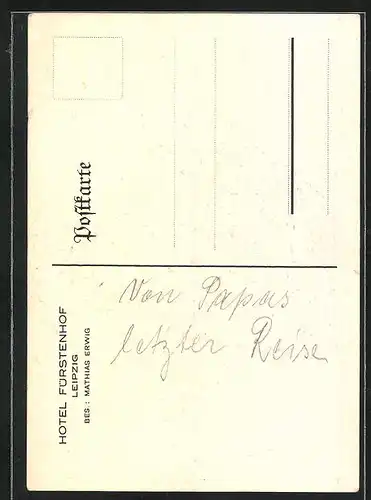 Postkarte
HOTEL FÜRSTENHOF
LEIPZIG
BES.: MATHIAS ERWIG
Von Papas
letzter Reise